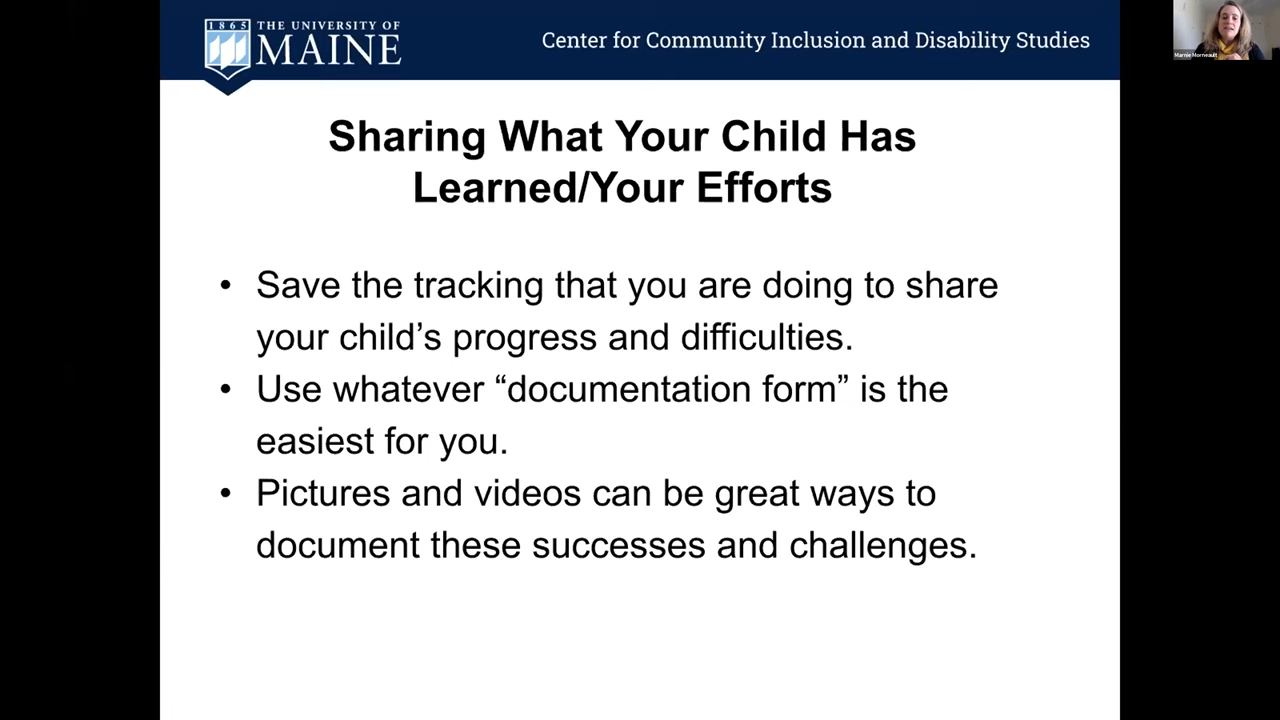 1865
THE UNIVERSITY OF
MAINE
Center for Community Inclusion and Disability Studies
Marnie Morneault
Sharing What Your Child Has
Learned/Your Efforts
• Save the tracking that you are doing to share
your child’s progress and difficulties.
• Use whatever “documentation form” is the
easiest for you.
• Pictures and videos can be great ways to
document these successes and challenges.